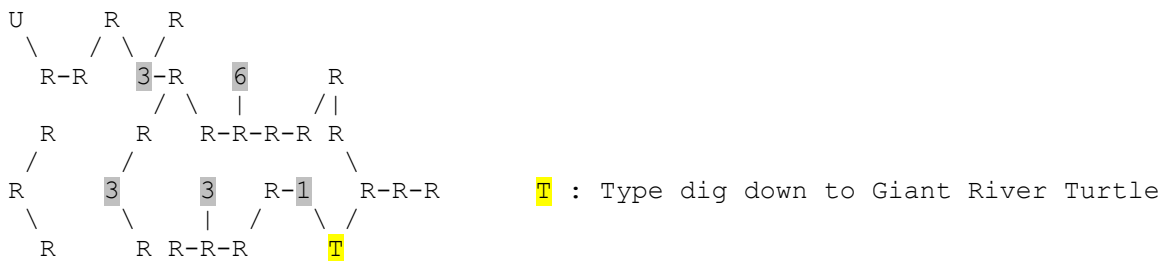 U     R   R
 \   / \ /
  R-R   3-R   6     R
         / \  |    /|
  R     R   R-R-R-R R
 /     /             \
R     3     3   R-1   R-R-R      T : Type dig down to Giant River Turtle
 \     \    |  /   \ /
  R     R R-R-R     T